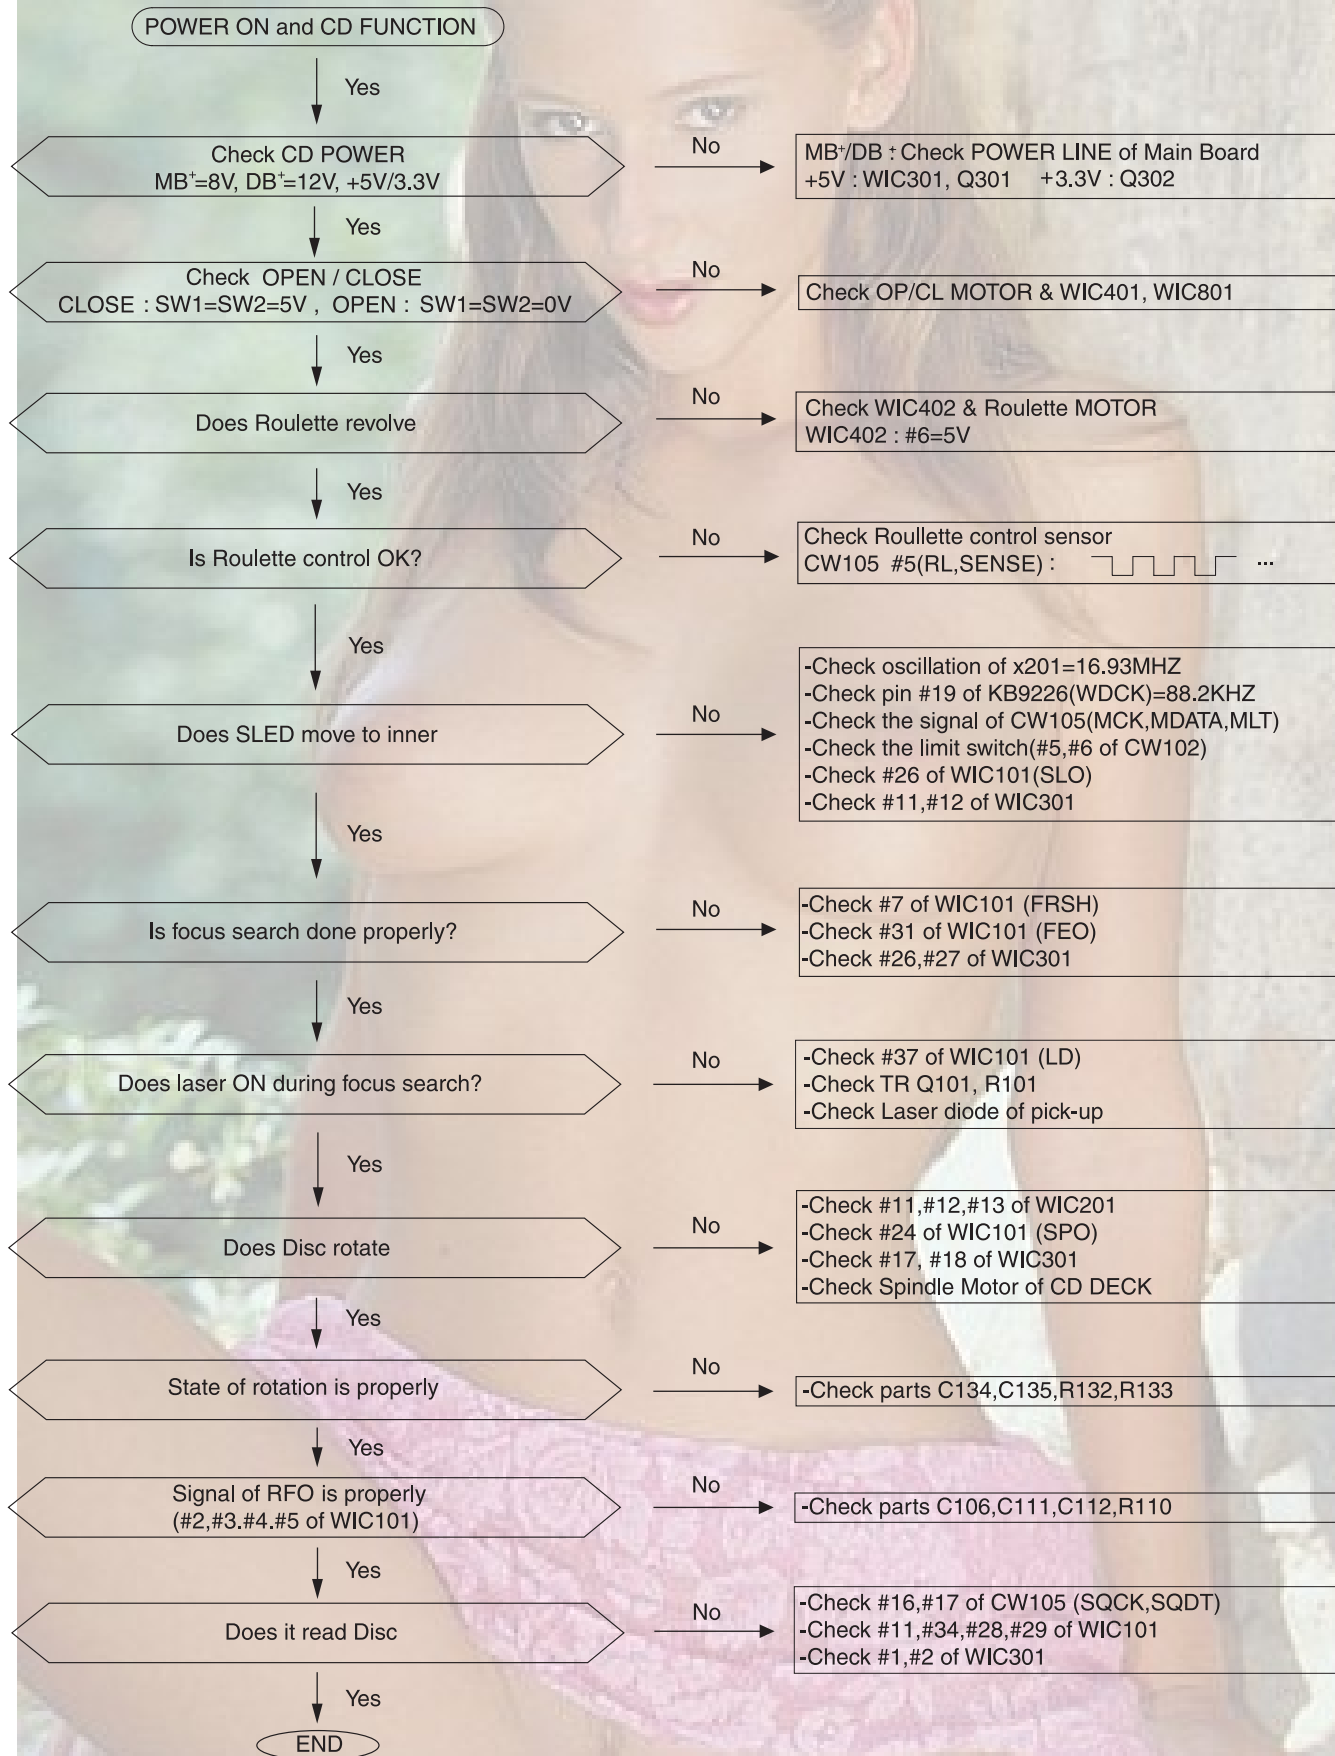 POWER ON and CD FUNCTION
Yes
Check CD POWER
MB+=8V, DB+=12V, +5V/3.3V
No
MB+/DB+: Check POWER LINE of Main Board
+5V : WIC301, Q301 +3.3V : Q302
Yes
Check OPEN / CLOSE
CLOSE : SW1=SW2=5V , OPEN : SW1=SW2=0V
No
Check OP/CL MOTOR & WIC401, WIC801
Yes
Does Roulette revolve
No
Check WIC402 & Roulette MOTOR
WIC402 : #6=5V
Yes
Is Roulette control OK?
No
Check Roullette control sensor
CW105 #5(RL,SENSE) : ...
Yes
Does SLED move to inner
No
-Check oscillation of x201=16.93MHZ
-Check pin #19 of KB9226(WDCK)=88.2KHZ
-Check the signal of CW105(MCK,MDATA,MLT)
-Check the limit switch(#5,#6 of CW102)
-Check #26 of WIC101(SLO)
-Check #11,#12 of WIC301
Yes
Is focus search done properly?
No
-Check #7 of WIC101 (FRSH)
-Check #31 of WIC101 (FEO)
-Check #26,#27 of WIC301
Yes
Does laser ON during focus search?
No
-Check #37 of WIC101 (LD)
-Check TR Q101, R101
-Check Laser diode of pick-up
Yes
Does Disc rotate
No
-Check #11,#12,#13 of WIC201
-Check #24 of WIC101 (SPO)
-Check #17, #18 of WIC301
-Check Spindle Motor of CD DECK
Yes
State of rotation is properly
No
-Check parts C134,C135,R132,R133
Yes
Signal of RFO is properly
(#2,#3.#4.#5 of WIC101)
No
-Check parts C106,C111,C112,R110
Yes
Does it read Disc
No
-Check #16,#17 of CW105 (SQCK,SQDT)
-Check #11,#34,#28,#29 of WIC101
-Check #1,#2 of WIC301
Yes
END